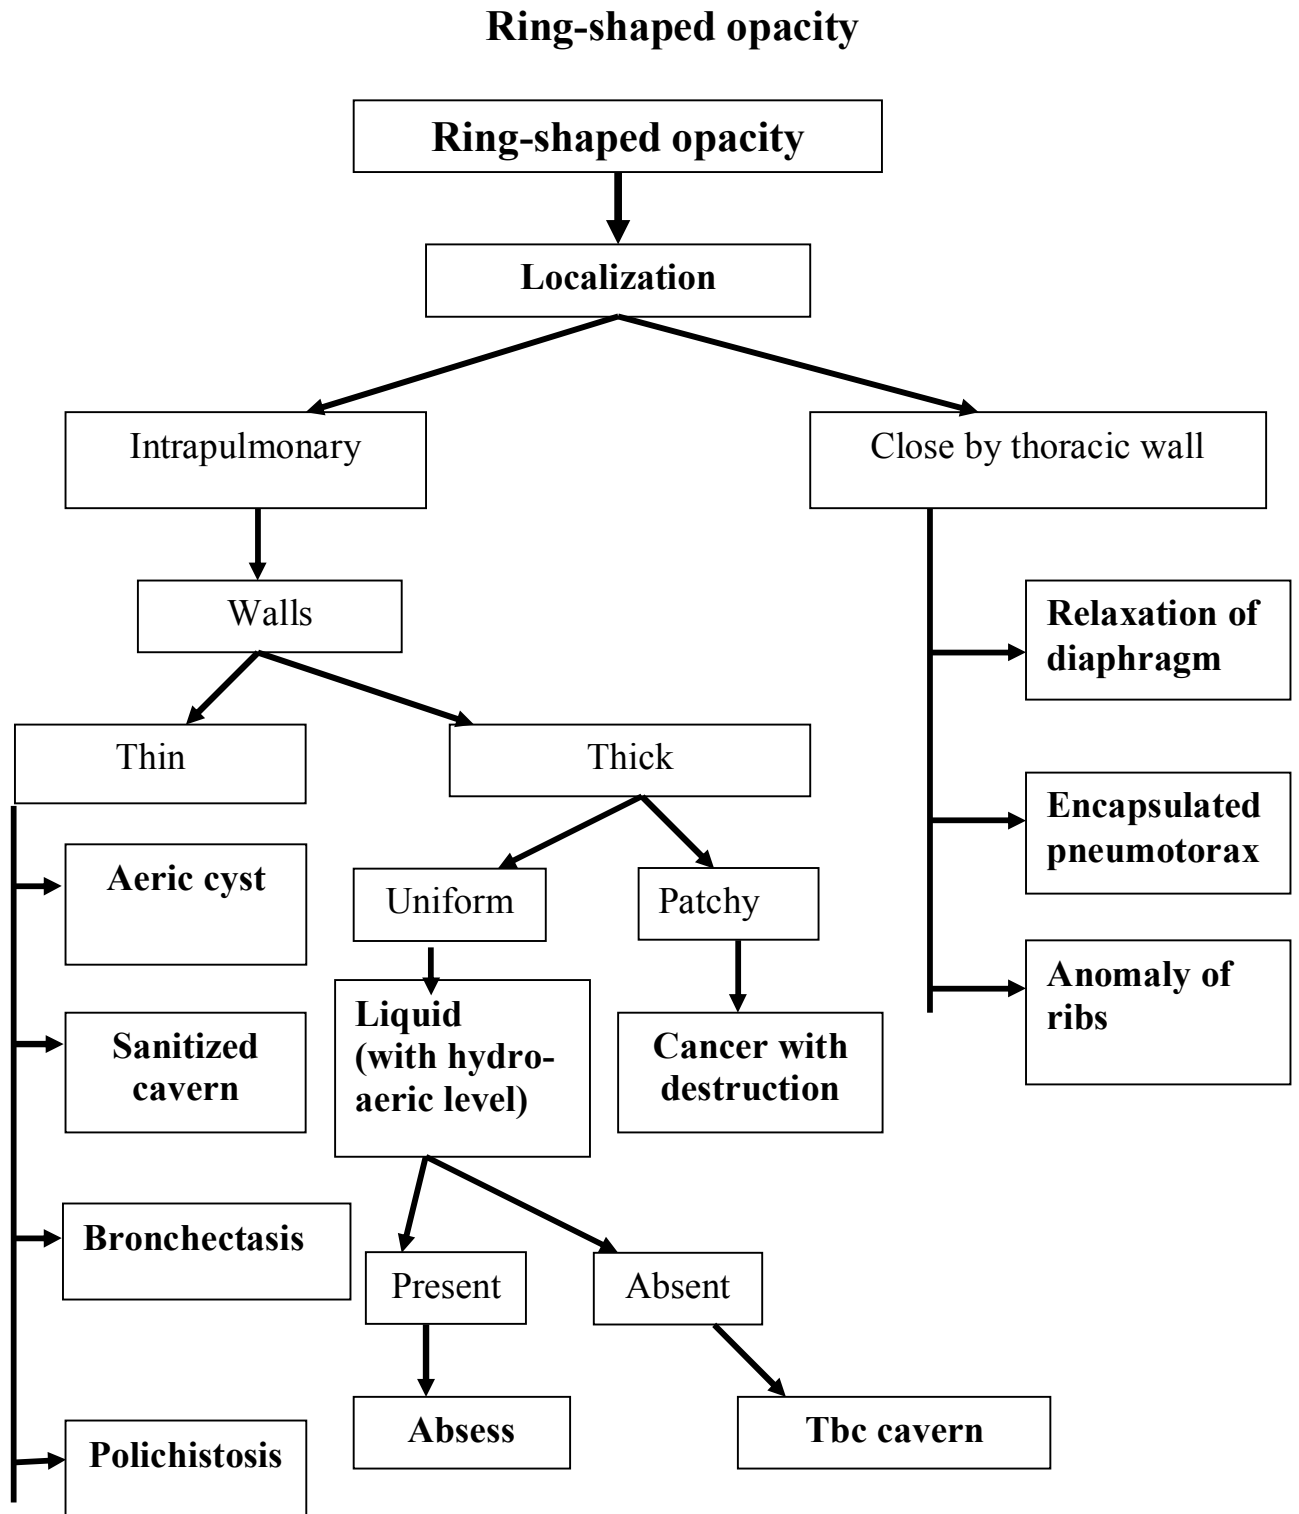 Ring-shaped opacity
Ring-shaped opacity
Localization
Intrapulmonary
Close by thoracic wall
Walls
Relaxation of
diaphragm
Thin
Thick
Encapsulated
pneumotorax
Aeric cyst
Uniform
Patchy
Anomaly of
ribs
Sanitized
cavern
Liquid
(with hydro-
aeric level)
Cancer with
destruction
Bronchectasis
Present
Absent
Absess
Tbc cavern
Polichistosis